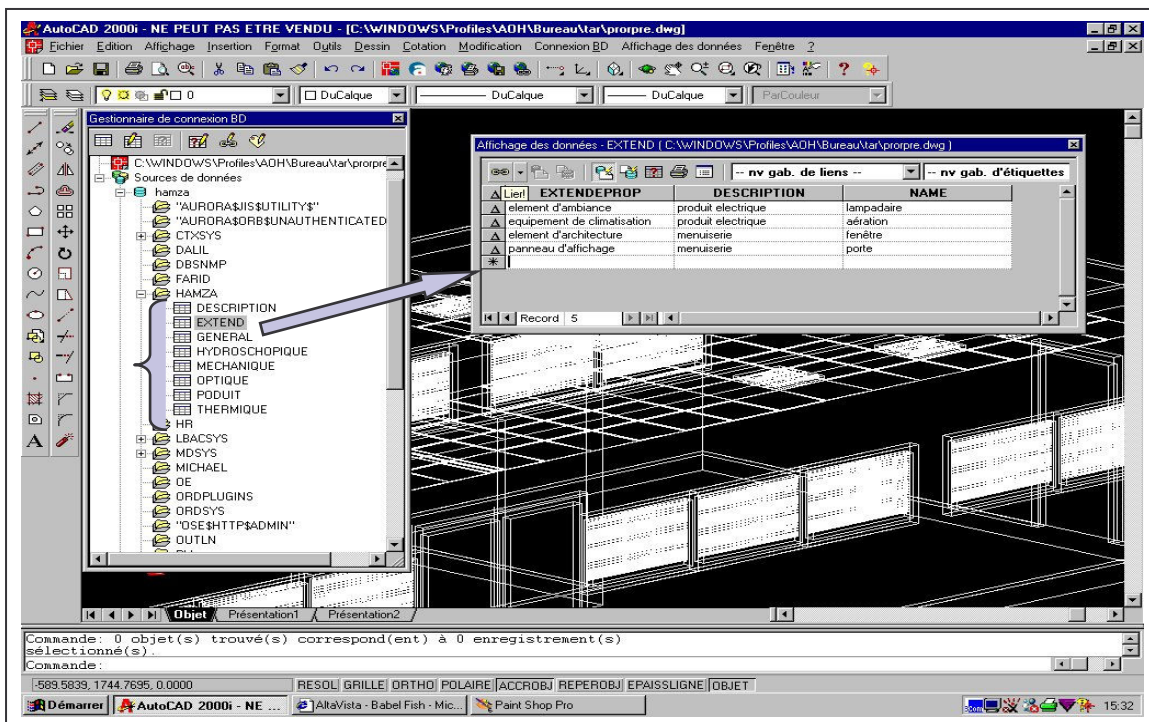 AutoCAD 2000i - NE PEUT PAS ETRE VENDU - [C:\WINDOWS\Profiles\AOH\Bureau\tar\prorpre.dwg]
Eichier Edition Affichage Insertion Format Outils Dessin Cotation Modification Connexion BD Affichage des données Fenêtre ?
0 DuCalque DuCalque DuCalque ParCouleur
Gestionnaire de connexion BD
C:\WINDOWS\Profiles\AOH\Bureau\tar\prorpre
Sources de données
hamza
"AURORA$JIS$UTILITY$"
"AURORA$ORB$UNAUTHENTICATED
CTXSYS
DALIL
DBSNMP
FARID
HAMZA
DESCRIPTION
EXTEND
GENERAL
HYDROSCHOPIQUE
MECHANIQUE
OPTIQUE
PODUIT
THERMIQUE
HR
LBACSYS
MDSYS
MICHAEL
OE
ORDPLUGINS
ORDSYS
"OSE$HTTP$ADMIN"
OUTLN
Affichage des données - EXTEND ( C:\WINDOWS\Profiles\AOH\Bureau\tar\prorpre.dwg )
-- nv gab. de liens -- -- nv gab. d'étiquettes
Lier! EXTENDEPROP DESCRIPTION NAME
element d'ambiance produit electrique lampadaire
equipement de climatisation produit electrique aération
element d'architecture menuiserie fenêtre
panneau d'affichage menuiserie porte
Record 5
Objet Présentation1 Présentation2
Commande: 0 objet(s) trouvé(s) correspond(ent) à 0 enregistrement(s)
sélectionné(s).
Commande:
-589.5839, 1744.7695, 0.0000 RESOL GRILLE ORTHO POLAIRE ACCROBJ REPEROBJ EPAISSLIGNE OBJET
Démarrer AutoCAD 2000i - NE ... AltaVista - Babel Fish - Mic... Paint Shop Pro 15:32